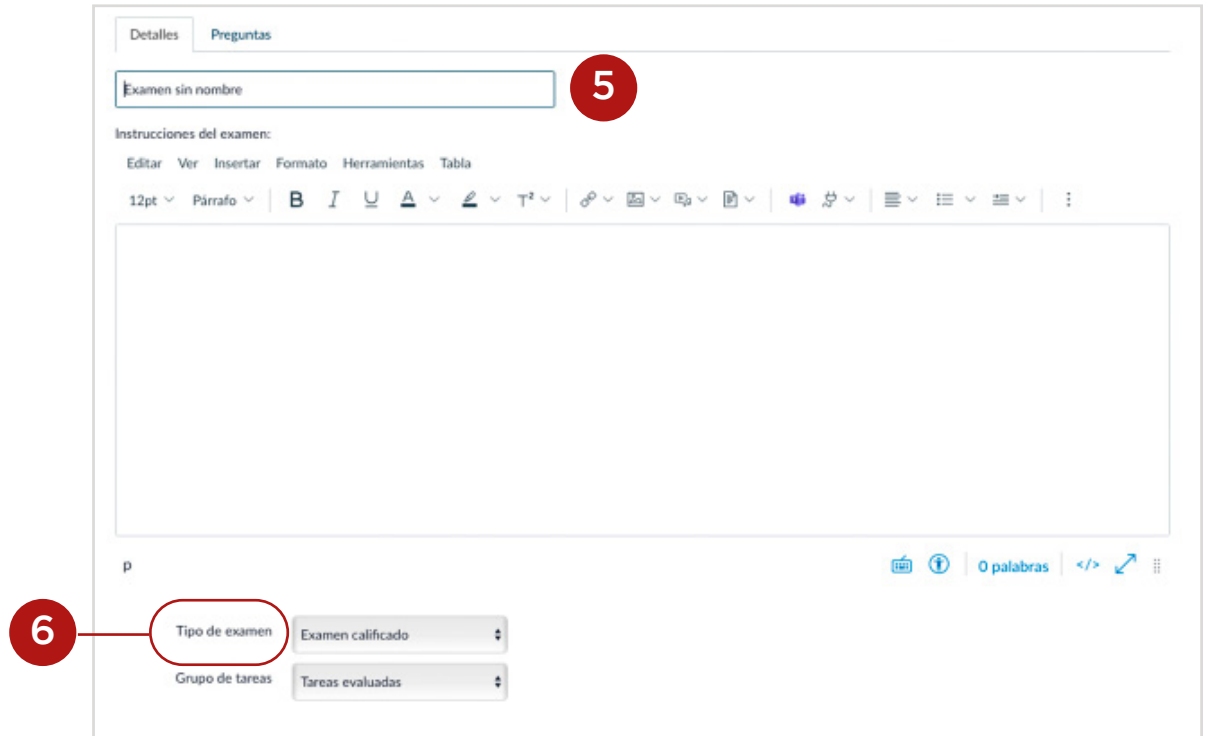 Detalles Preguntas
Examen sin nombre
5
Instrucciones del examen:
Editar Ver Insertar Formato Herramientas Tabla
12pt Párrafo B I U A T²
p 0 palabras </>
6 Tipo de examen Examen calificado
Grupo de tareas Tareas evaluadas